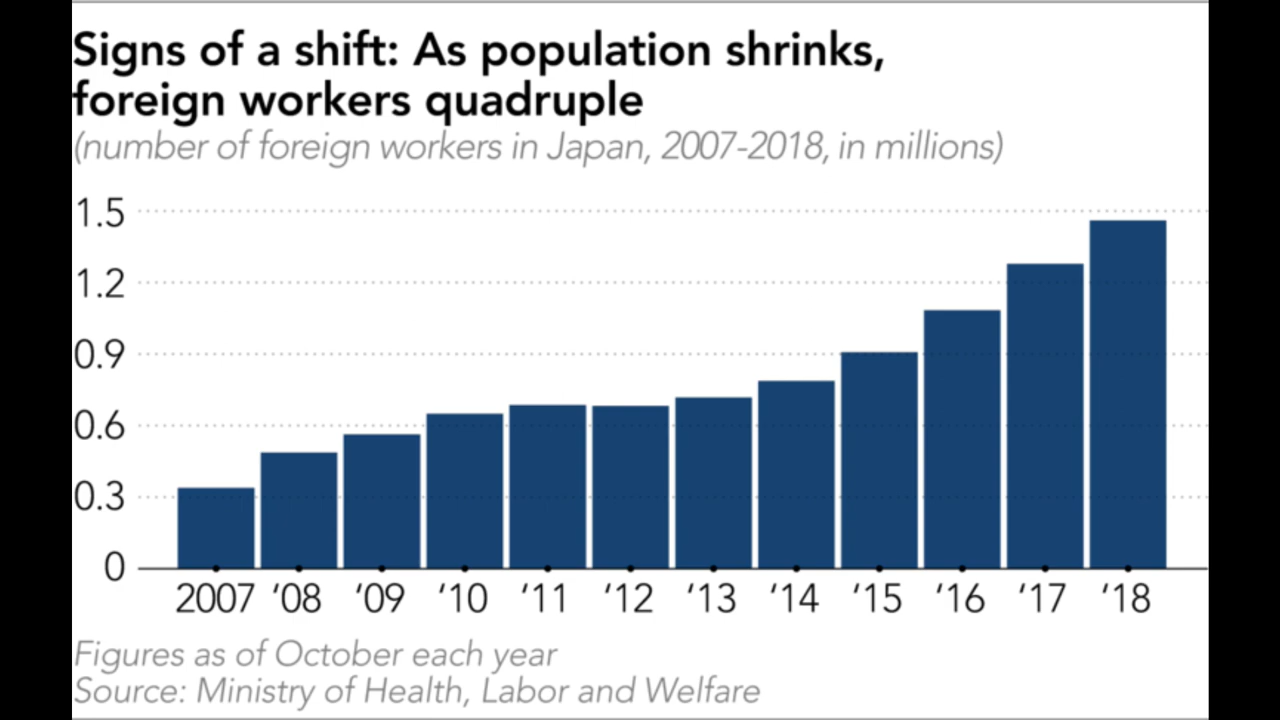 Signs of a shift: As population shrinks,
foreign workers quadruple
(number of foreign workers in Japan, 2007-2018, in millions)
1.5
1.2
0.9
0.6
0.3
0
2007 ‘08 ‘09 ‘10 ‘11 ‘12 ‘13 ‘14 ‘15 ‘16 ‘17 ‘18
Figures as of October each year
Source: Ministry of Health, Labor and Welfare